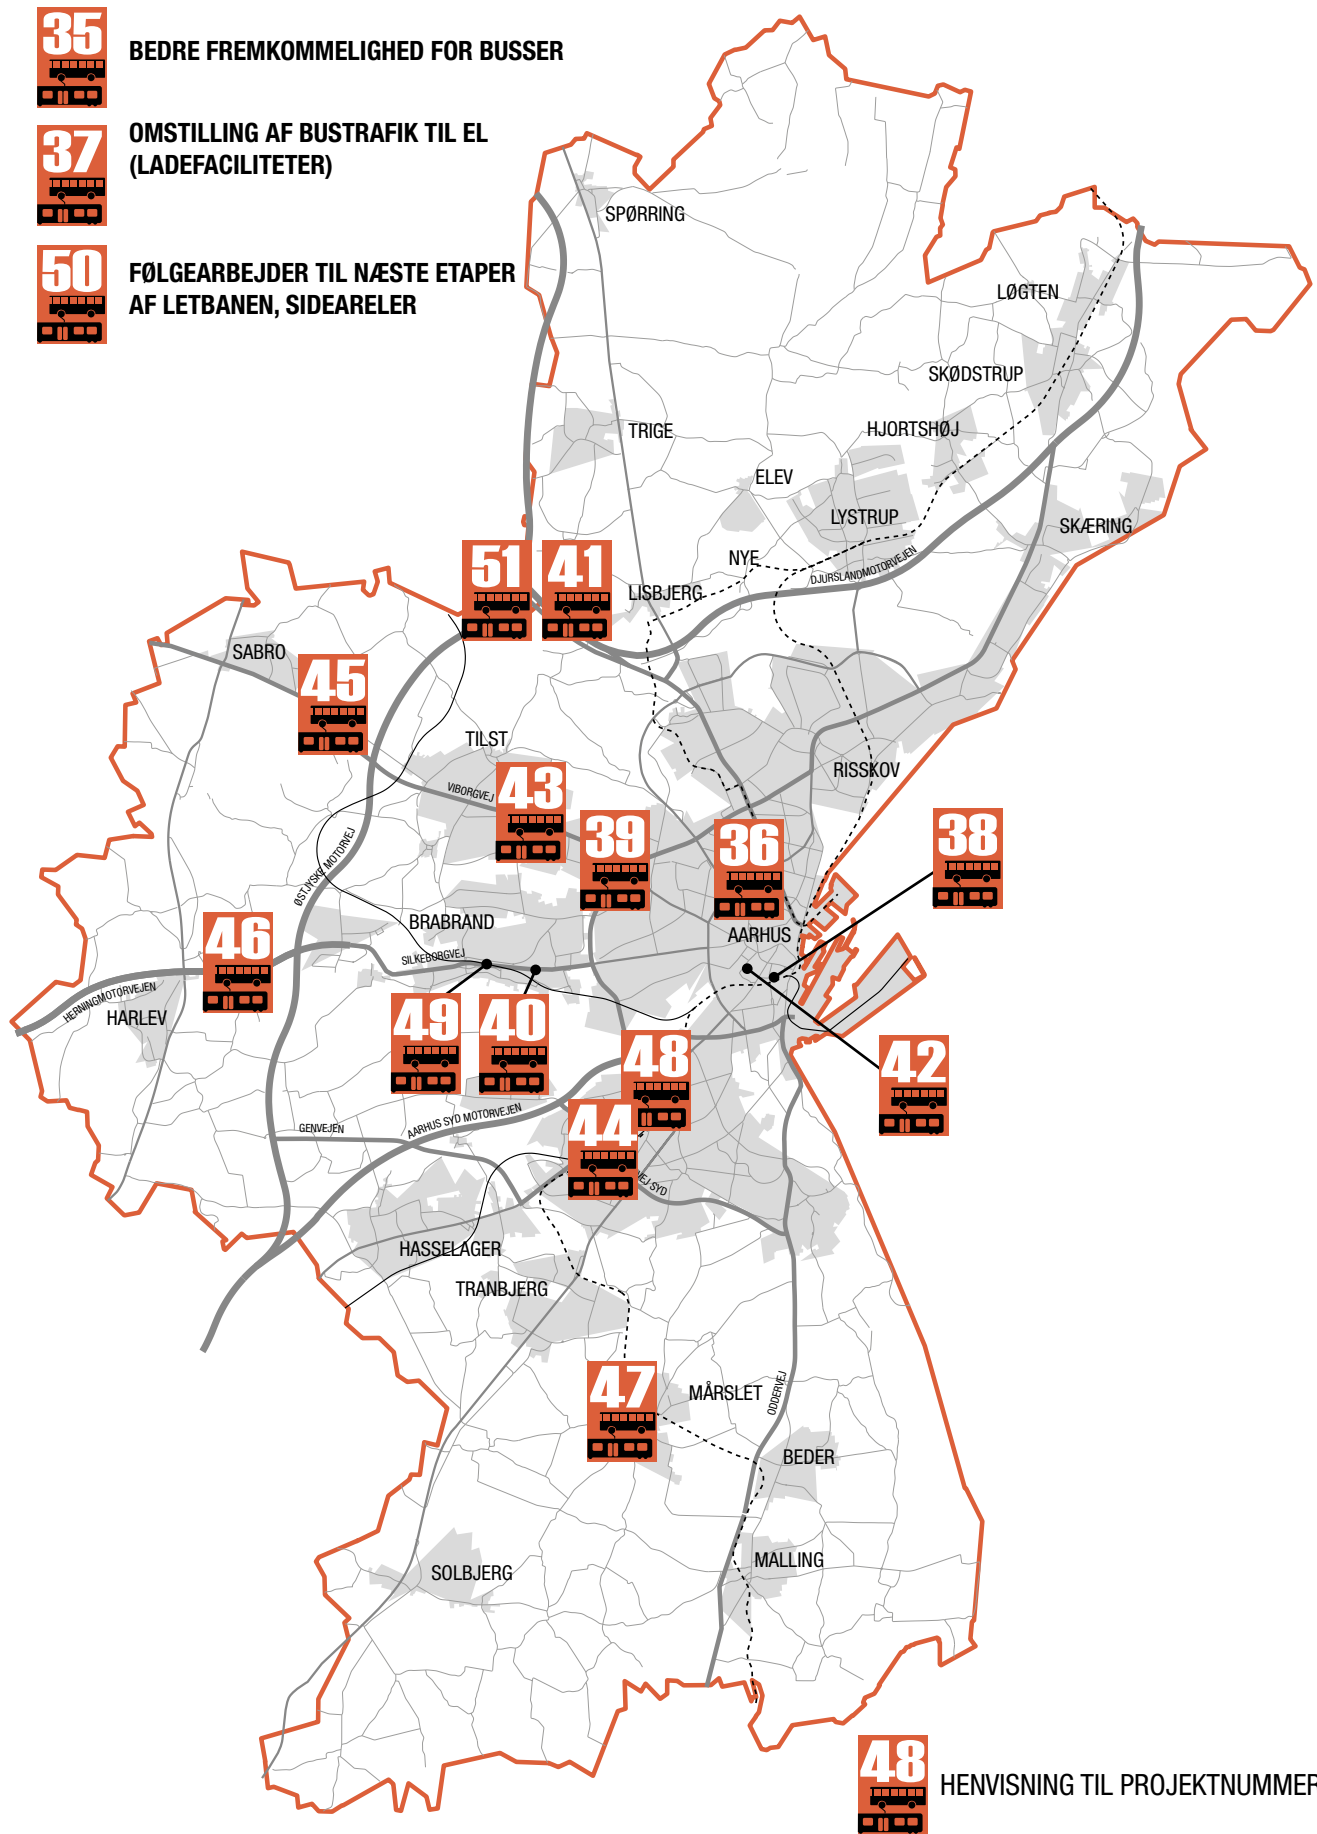 35
BEDRE FREMKOMMELIGHED FOR BUSSER
37
OMSTILLING AF BUSTRAFIK TIL EL
(LADEFACILITETER)
50
FØLGEARBEJDER TIL NÆSTE ETAPER
AF LETBANEN, SIDEARELER
SPØRRING
LØGTEN
SKØDSTRUP
HJORTSHØJ
TRIGE
ELEV
LYSTRUP
SKÆRING
NYE
DJURSLANDMOTORVEJEN
51
41
LISBJERG
SABRO
45
TILST
RISSKOV
VIBORGVEJ
43
39
36
38
ØSTJYSKE MOTORVEJ
BRABRAND
AARHUS
46
SILKEBORGVEJ
HERNINGMOTORVEJEN
HARLEV
49
40
48
42
GENVEJEN
AARHUS SYD MOTORVEJEN
44
VEJ SYD
HASSELAGER
TRANBJERG
47
MÅRSLET
ODDERVEJ
BEDER
MALLING
SOLBJERG
48
HENVISNING TIL PROJEKTNUMMER